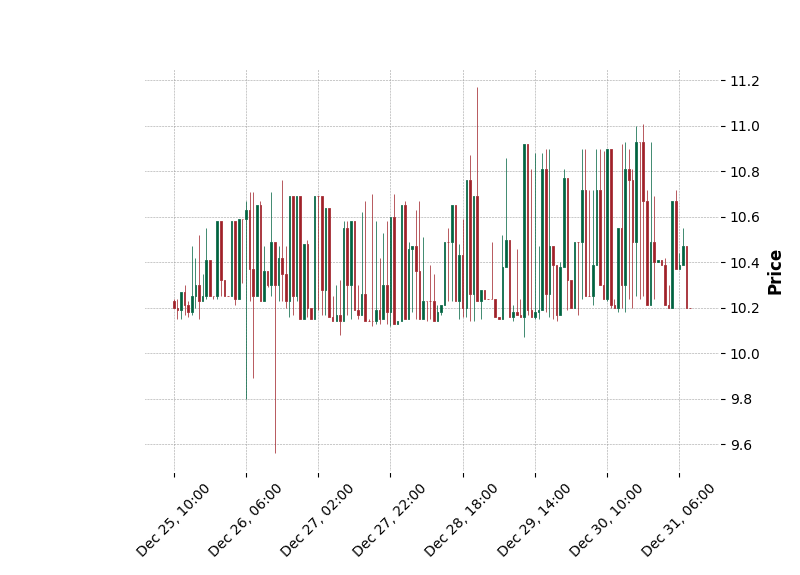 11.2
11.0
10.8
10.6
10.4
10.2
10.0
9.8
9.6
Price
Dec 25, 10:00
Dec 26, 06:00
Dec 27, 02:00
Dec 27, 22:00
Dec 28, 18:00
Dec 29, 14:00
Dec 30, 10:00
Dec 31, 06:00